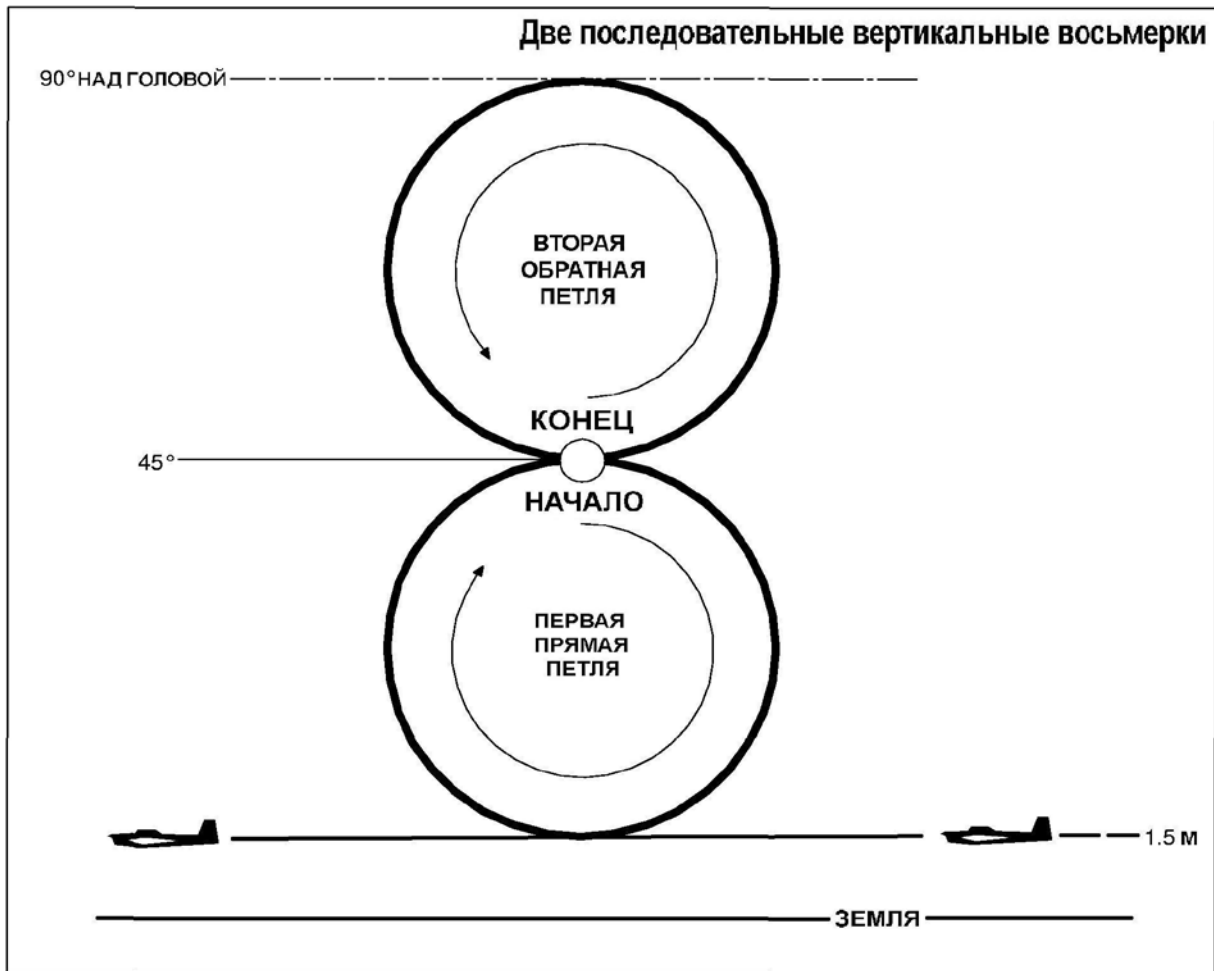 Две последовательные вертикальные восьмерки
90° НАД ГОЛОВОЙ
ВТОРАЯ
ОБРАТНАЯ
ПЕТЛЯ
КОНЕЦ
45°
НАЧАЛО
ПЕРВАЯ
ПРЯМАЯ
ПЕТЛЯ
1.5 М
ЗЕМЛЯ